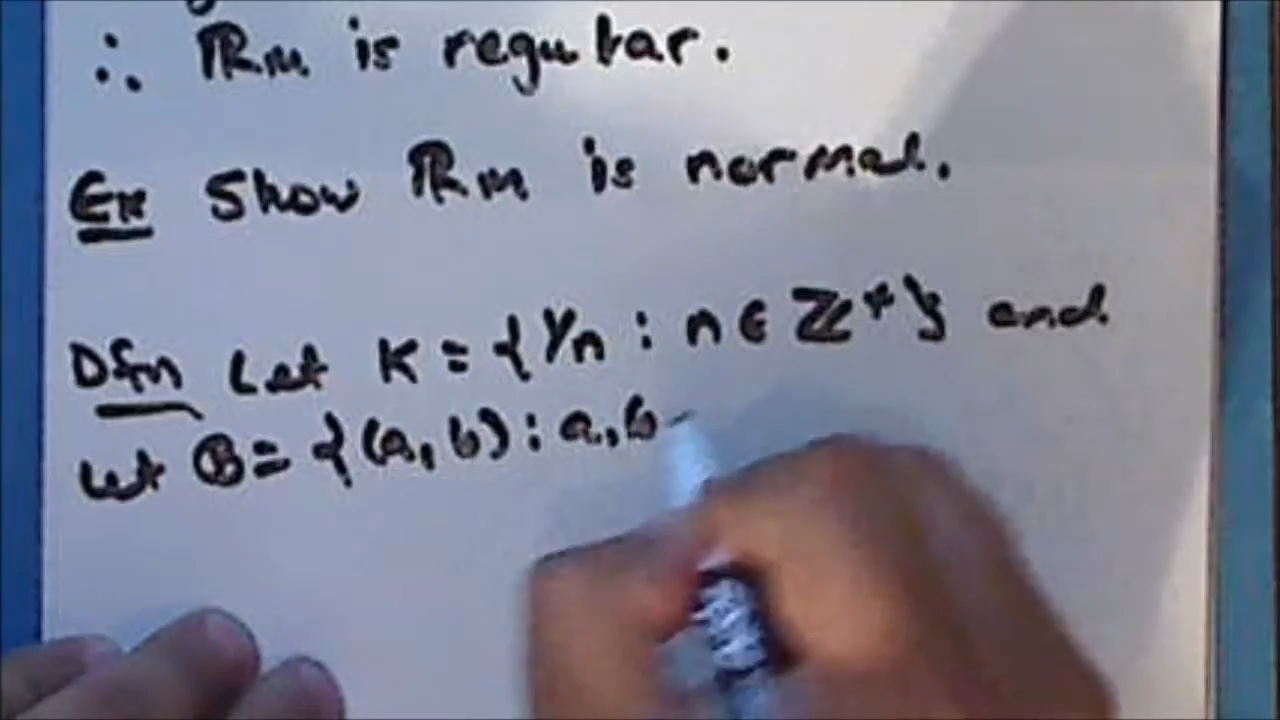 ∴ ℝm is regular.
Ex Show ℝm is normal.
Dfn Let K = {1/n : n ∈ ℤ⁺} and
let B = {(a, b) : a, b